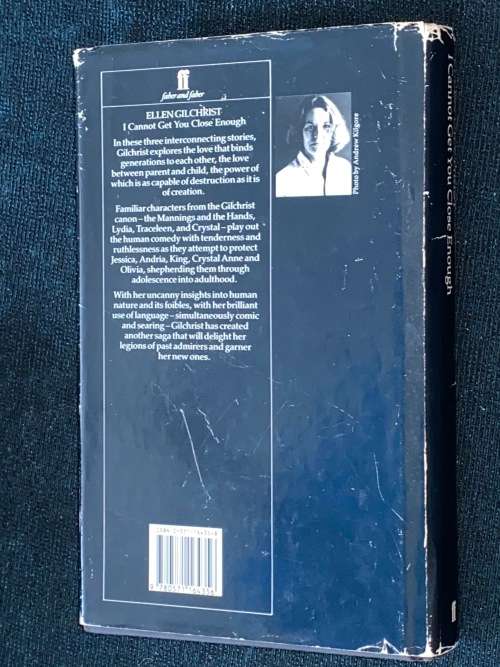 ff
faber and faber
ELLEN GILCHRIST
I Cannot Get You Close Enough
In these three interconnecting stories,
Gilchrist explores the love that binds
generations to each other, the love
between parent and child, the power of
which is as capable of destruction as it is
of creation.
Familiar characters from the Gilchrist
canon – the Mannings and the Hands,
Lydia, Traceleen, and Crystal – play out
the human comedy with tenderness and
ruthlessness as they attempt to protect
Jessica, Andria, King, Crystal Anne and
Olivia, shepherding them through
adolescence into adulthood.
With her uncanny insights into human
nature and its foibles, with her brilliant
use of language – simultaneously comic
and searing – Gilchrist has created
another saga that will delight her
legions of past admirers and garner
her new ones.
Photo by Andrew Kilgore
9 780571 164356
I Cannot Get You Close Enough
ff